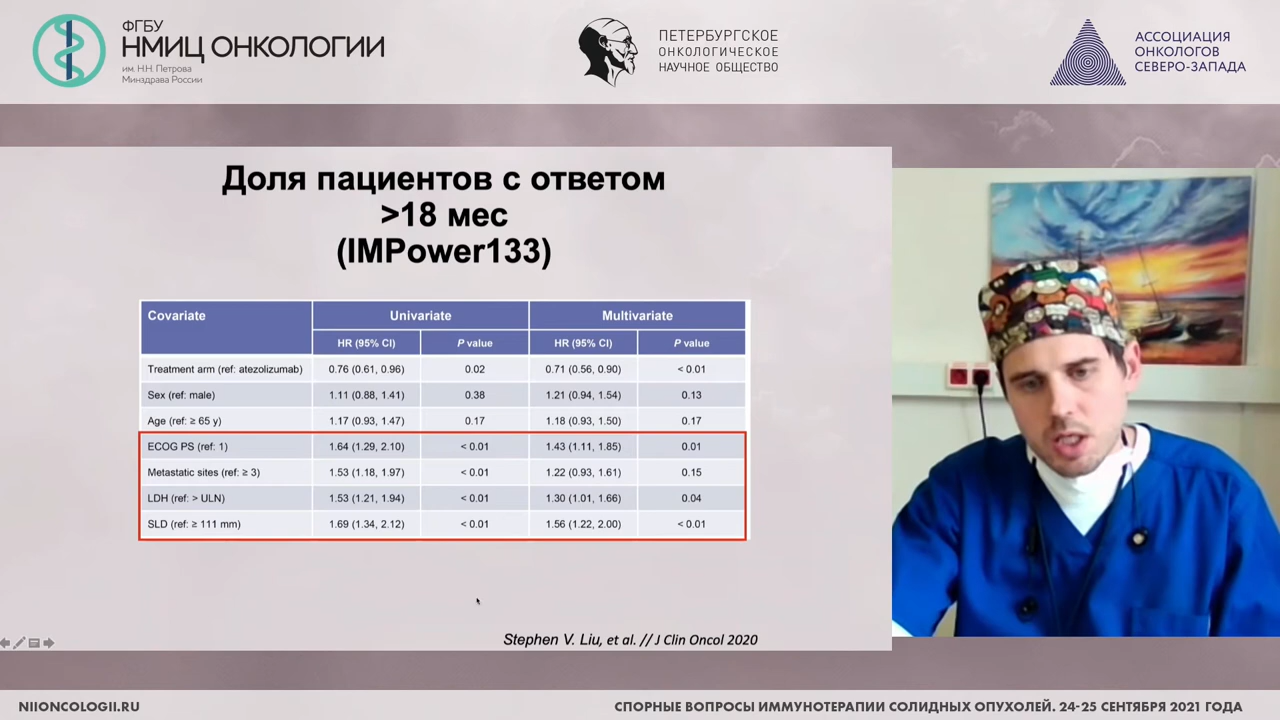 ФГБУ
НМИЦ ОНКОЛОГИИ
им. Н.Н. Петрова
Минздрава России
ПЕТЕРБУРГСКОЕ
ОНКОЛОГИЧЕСКОЕ
НАУЧНОЕ ОБЩЕСТВО
АССОЦИАЦИЯ
ОНКОЛОГОВ
СЕВЕРО-ЗАПАДА
Доля пациентов с ответом
>18 мес
(IMPower133)
Covariate Univariate Multivariate
HR (95% CI) P value HR (95% CI) P value
Treatment arm (ref: atezolizumab) 0.76 (0.61, 0.96) 0.02 0.71 (0.56, 0.90) < 0.01
Sex (ref: male) 1.11 (0.88, 1.41) 0.38 1.21 (0.94, 1.54) 0.13
Age (ref: ≥ 65 y) 1.17 (0.93, 1.47) 0.17 1.18 (0.93, 1.50) 0.17
ECOG PS (ref: 1) 1.64 (1.29, 2.10) < 0.01 1.43 (1.11, 1.85) 0.01
Metastatic sites (ref: ≥ 3) 1.53 (1.18, 1.97) < 0.01 1.22 (0.93, 1.61) 0.15
LDH (ref: > ULN) 1.53 (1.21, 1.94) < 0.01 1.30 (1.01, 1.66) 0.04
SLD (ref: ≥ 111 mm) 1.69 (1.34, 2.12) < 0.01 1.56 (1.22, 2.00) < 0.01
Stephen V. Liu, et al. // J Clin Oncol 2020
NIIONCOLOGII.RU
СПОРНЫЕ ВОПРОСЫ ИММУНОТЕРАПИИ СОЛИДНЫХ ОПУХОЛЕЙ. 24-25 СЕНТЯБРЯ 2021 ГОДА